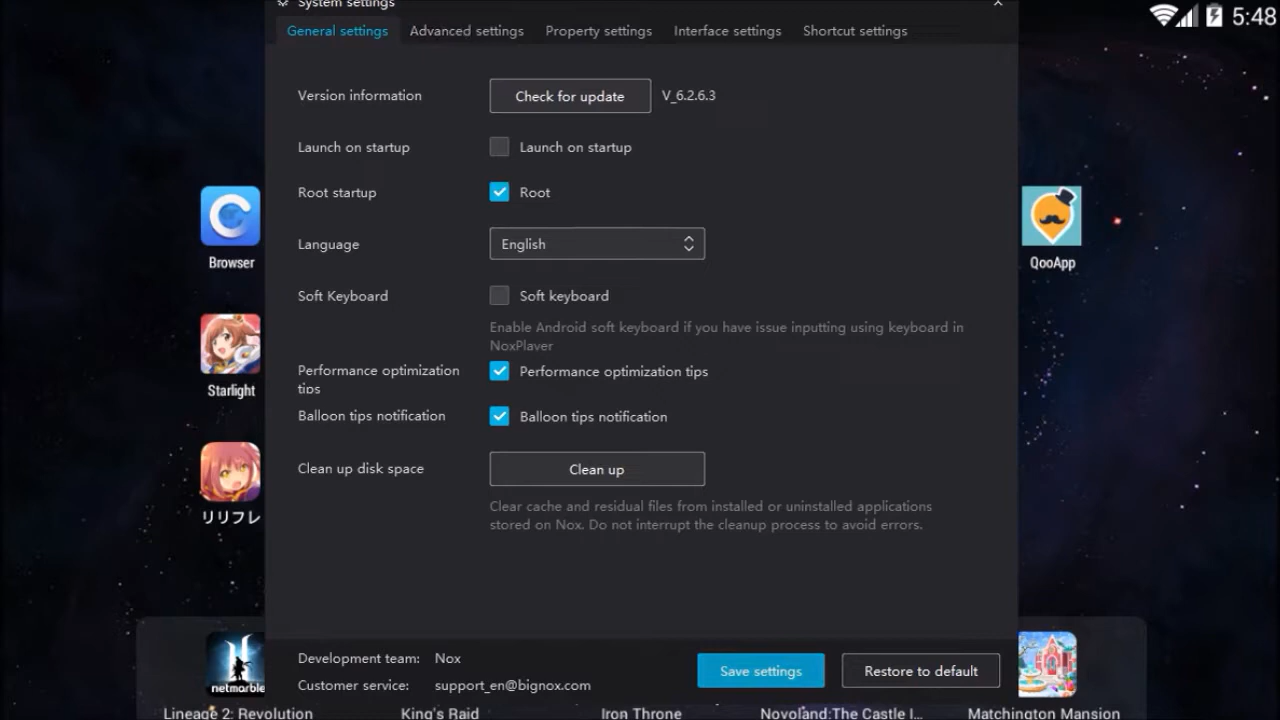 System settings
5:48
General settings Advanced settings Property settings Interface settings Shortcut settings
Version information Check for update V_6.2.6.3
Launch on startup Launch on startup
Root startup Root
Language English
Soft Keyboard Soft keyboard
Enable Android soft keyboard if you have issue inputting using keyboard in
NoxPlayer
Performance optimization
tips
Performance optimization tips
Balloon tips notification Balloon tips notification
Clean up disk space Clean up
Clear cache and residual files from installed or uninstalled applications
stored on Nox. Do not interrupt the cleanup process to avoid errors.
Browser
QooApp
Starlight
リリフレ
netmarble
Development team: Nox
Customer service: support_en@bignox.com
Save settings Restore to default
Lineage 2: Revolution King's Raid Iron Throne Novoland:The Castle I... Matchington Mansion